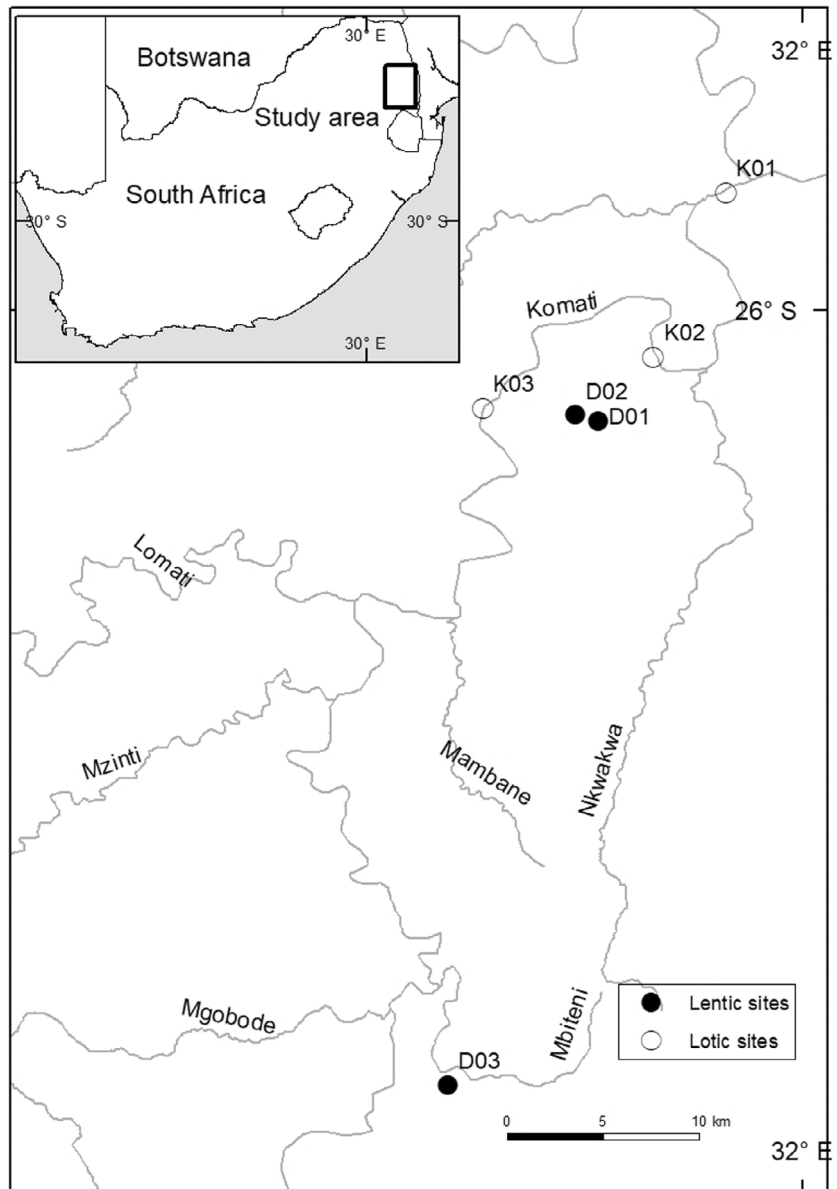 30° E
32° E
Botswana
Study area
South Africa
30° S
30° S
30° E
K01
Komati
26° S
K02
K03
D02
D01
Lomati
Mzinti
Mambane
Nkwakwa
Mgobode
Mbiteni
Lentic sites
Lotic sites
D03
0 5 10 km
32° E